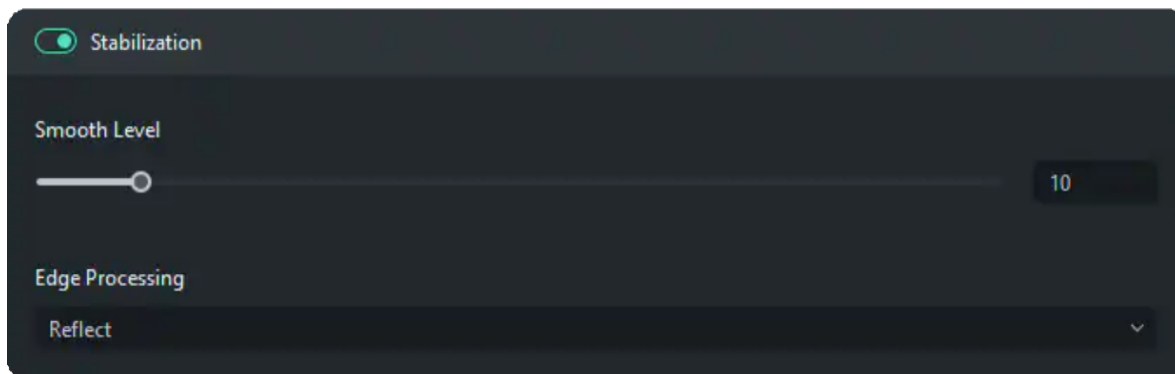 Stabilization
Smooth Level
10
Edge Processing
Reflect